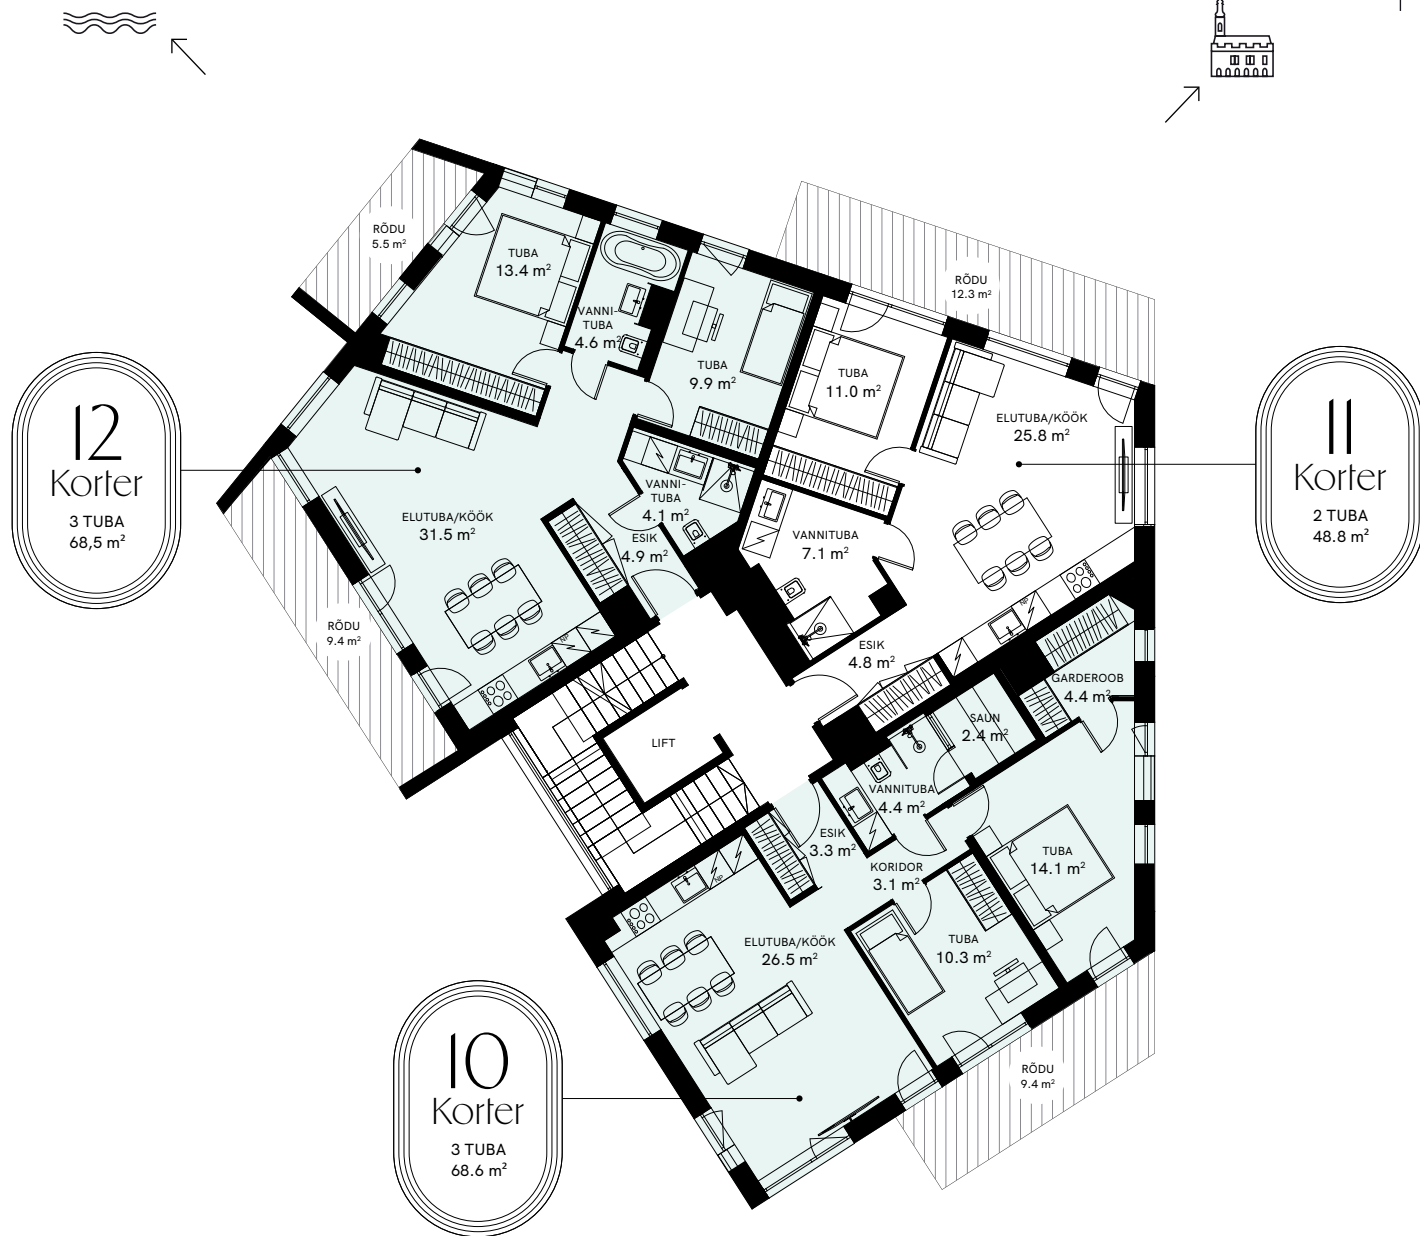 RÕDU
5.5 m²
TUBA
13.4 m²
VANNI-
TUBA
4.6 m²
TUBA
9.9 m²
RÕDU
12.3 m²
TUBA
11.0 m²
ELUTUBA/KÖÖK
25.8 m²
12
Korter
3 TUBA
68,5 m²
11
Korter
2 TUBA
48.8 m²
ELUTUBA/KÖÖK
31.5 m²
VANNI-
TUBA
4.1 m²
ESIK
4.9 m²
VANNITUBA
7.1 m²
RÕDU
9.4 m²
NP
NP
ESIK
4.8 m²
GARDEROOB
4.4 m²
SAUN
2.4 m²
LIFT
VANNITUBA
4.4 m²
ESIK
3.3 m²
KORIDOR
3.1 m²
TUBA
14.1 m²
NP
ELUTUBA/KÖÖK
26.5 m²
TUBA
10.3 m²
RÕDU
9.4 m²
10
Korter
3 TUBA
68.6 m²